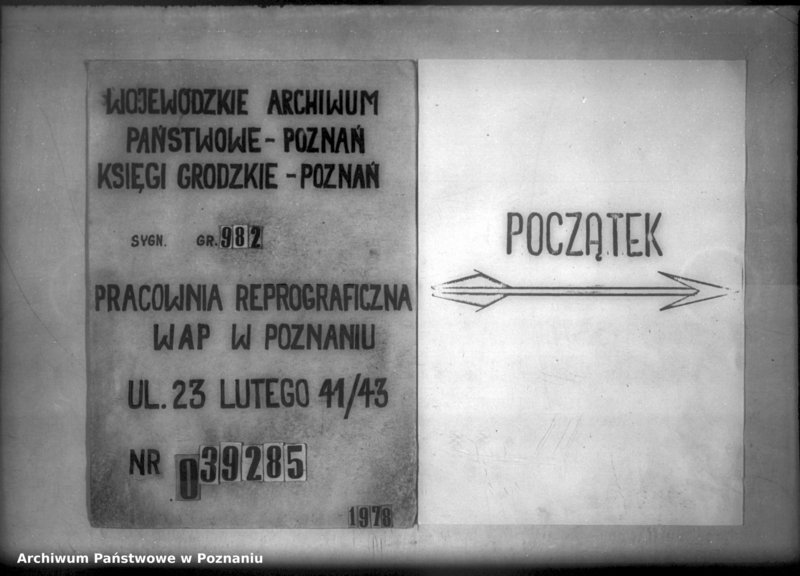 WOJEWÓDZKIE ARCHIWUM
PAŃSTWOWE - POZNAŃ
KSIĘGI GRODZKIE - POZNAŃ
SYGN. GR. 982
PRACOWNIA REPROGRAFICZNA
WAP W POZNANIU
UL. 23 LUTEGO 41/43
NR 039285
1978
POCZĄTEK
Archiwum Państwowe w Poznaniu